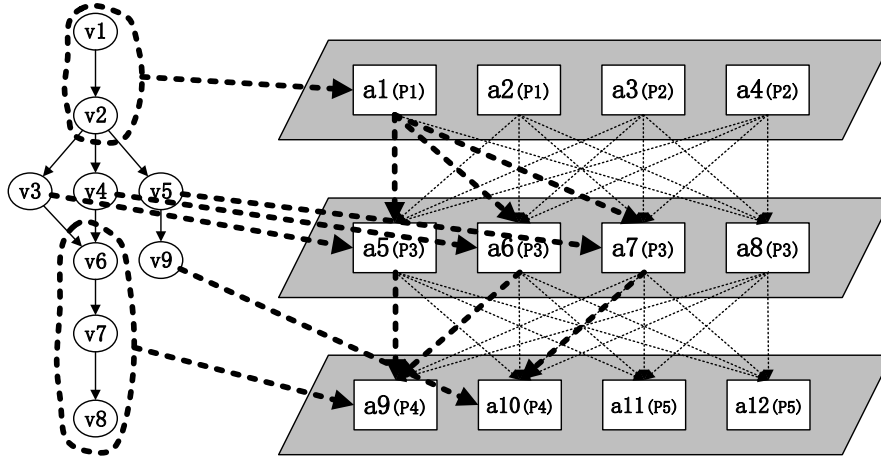 v1
v2
v3 v4 v5
v6 v9
v7
v8
a1(P1) a2(P1) a3(P2) a4(P2)
a5(P3) a6(P3) a7(P3) a8(P3)
a9(P4) a10(P4) a11(P5) a12(P5)